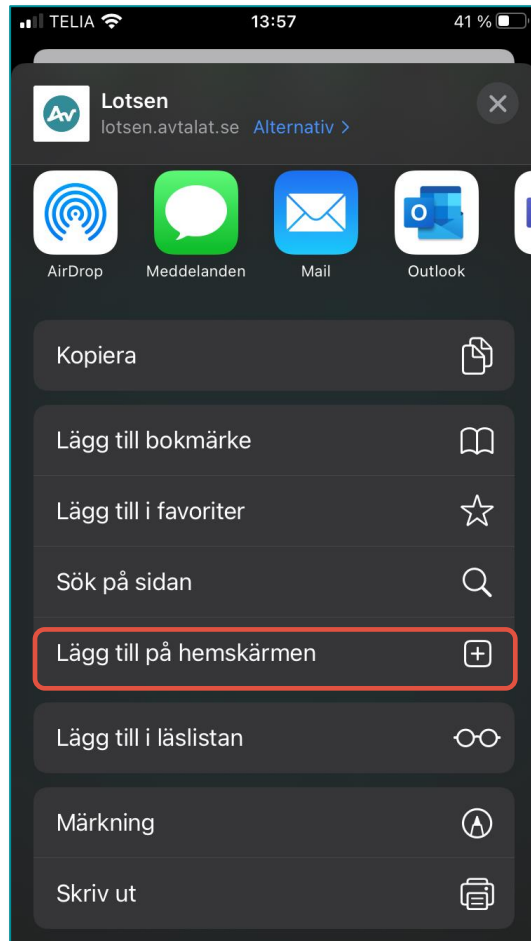 TELIA 13:57 41 %
Lotsen
lotsen.avtalat.se Alternativ >
AirDrop Meddelanden Mail Outlook
Kopiera
Lägg till bokmärke
Lägg till i favoriter
Sök på sidan
Lägg till på hemskärmen
Lägg till i läslistan
Märkning
Skriv ut